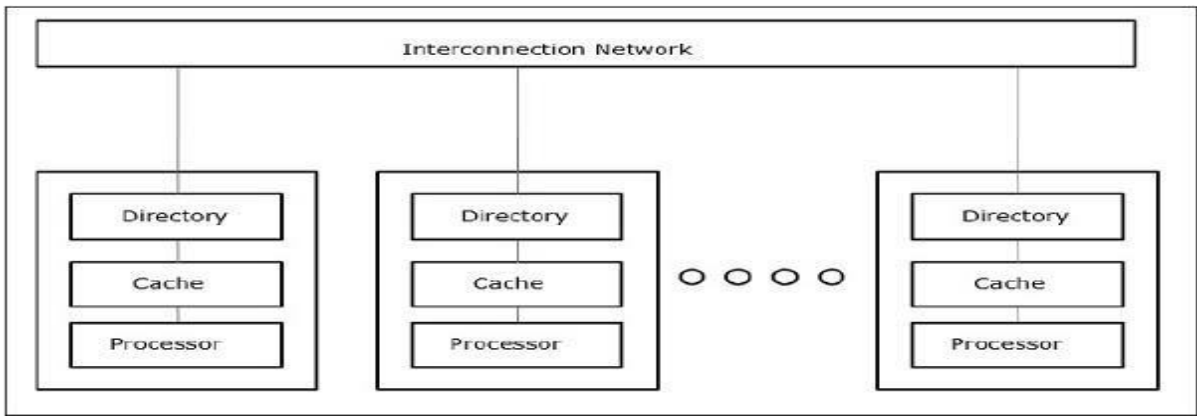 Interconnection Network
Directory
Directory
Directory
Cache
Cache
Cache
Processor
Processor
Processor